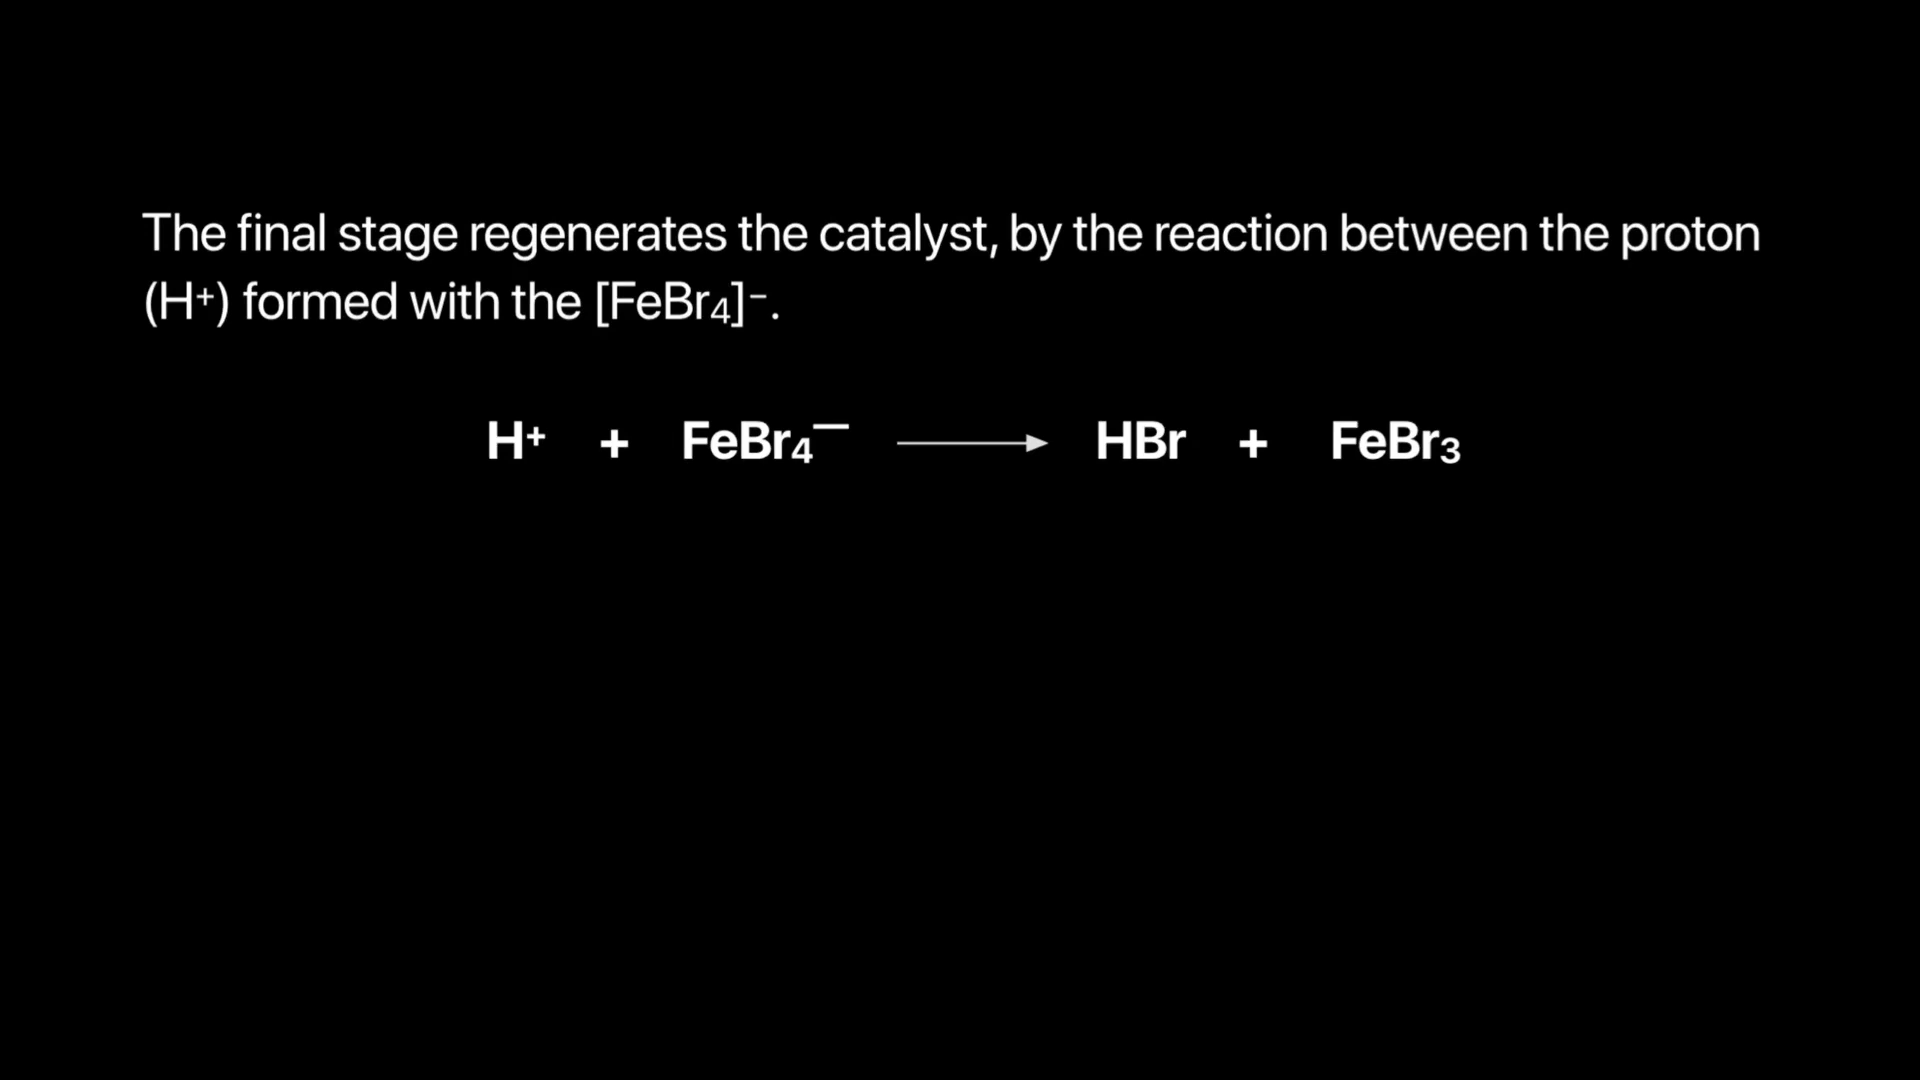 The final stage regenerates the catalyst, by the reaction between the proton
(H⁺) formed with the [FeBr₄]⁻.
H⁺ + FeBr₄⁻ ⟶ HBr + FeBr₃